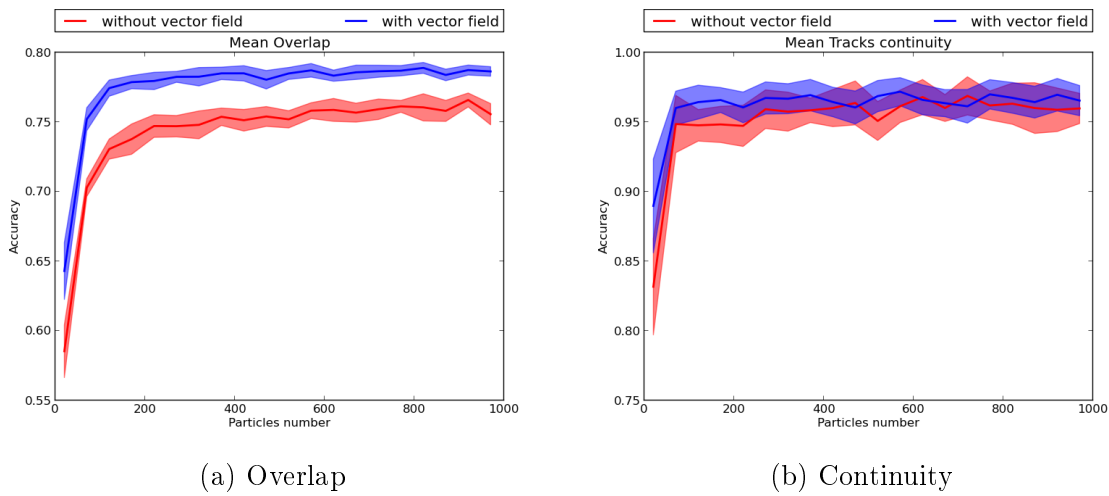 without vector field with vector field
Mean Overlap
0.80
0.75
0.70
0.65
0.60
0.55
Accuracy
0 200 400 600 800 1000
Particles number
(a) Overlap
without vector field with vector field
Mean Tracks continuity
1.00
0.95
0.90
0.85
0.80
0.75
Accuracy
0 200 400 600 800 1000
Particles number
(b) Continuity